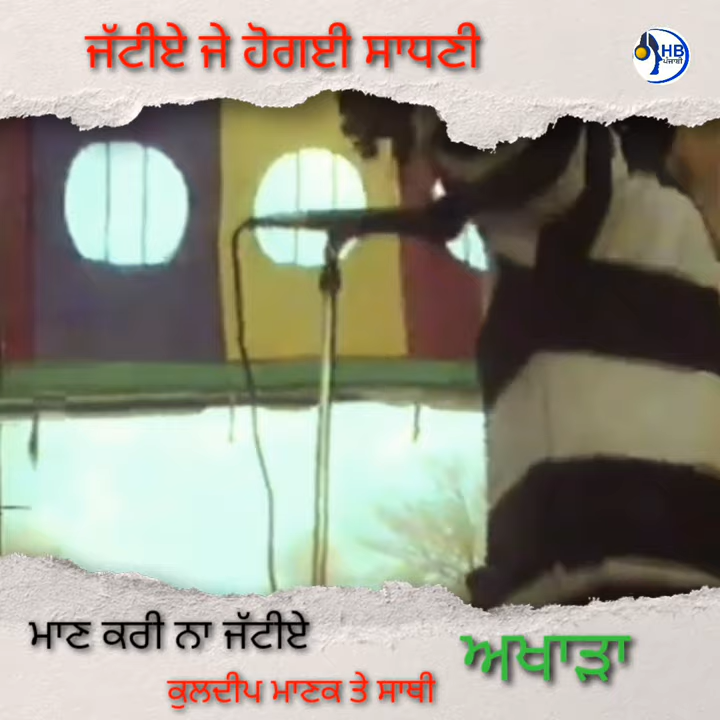 ਜੱਟੀਏ ਜੇ ਹੋਗਈ ਸਾਧਣੀ
HB
ਪੰਜਾਬੀ
ਮਾਣ ਕਰੀ ਨਾ ਜੱਟੀਏ
ਅਖਾੜਾ
ਕੁਲਦੀਪ ਮਾਣਕ ਤੇ ਸਾਥੀ